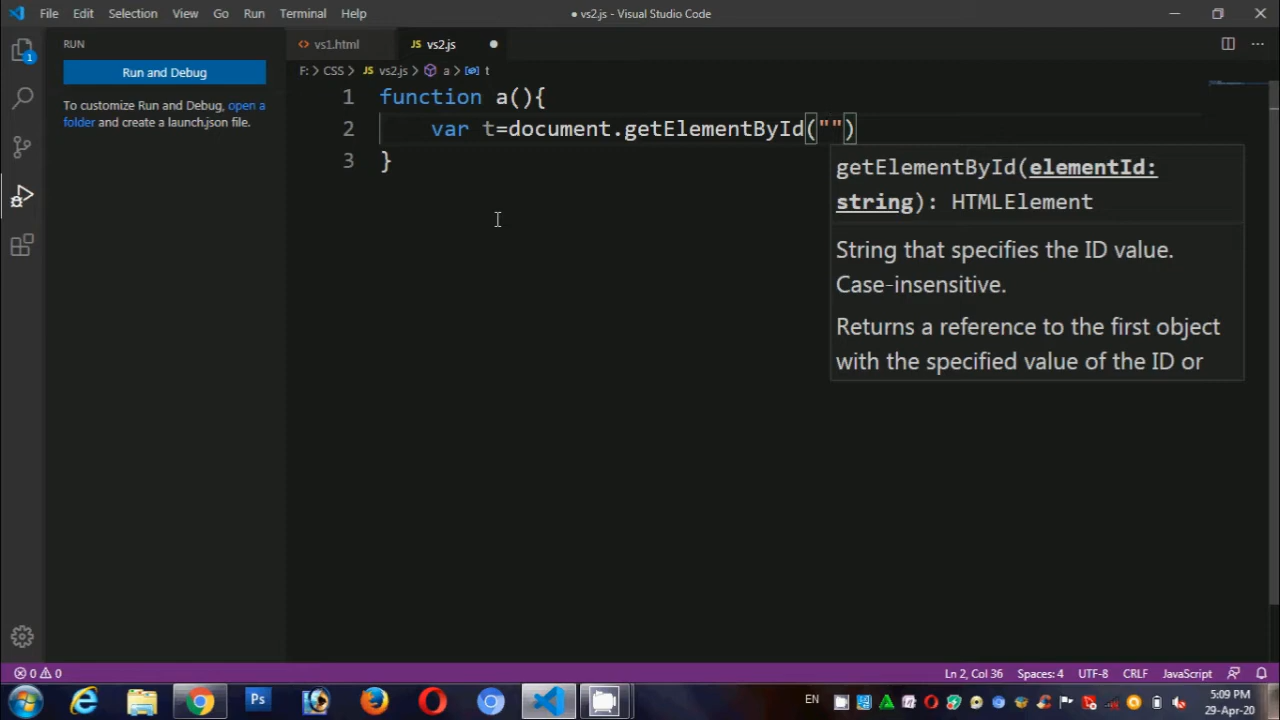 File Edit Selection View Go Run Terminal Help
● vs2.js - Visual Studio Code
RUN
Run and Debug
To customize Run and Debug, open a
folder and create a launch.json file.
1
<> vs1.html
JS vs2.js ●
F: > CSS > JS vs2.js > a > t
1 function a(){
2 var t=document.getElementById("")
3 }
getElementById(elementId:
string): HTMLElement
String that specifies the ID value.
Case-insensitive.
Returns a reference to the first object
with the specified value of the ID or
0 0
Ln 2, Col 36 Spaces: 4 UTF-8 CRLF JavaScript
Ps
EN
5:09 PM
29-Apr-20